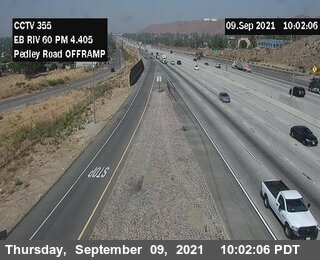 CCTV 355
EB RIV 60 PM 4.405
Pedley Road OFFRAMP
09.Sep 2021 10:02:06
STOP
Thursday, September 09, 2021 10:02:06 PDT